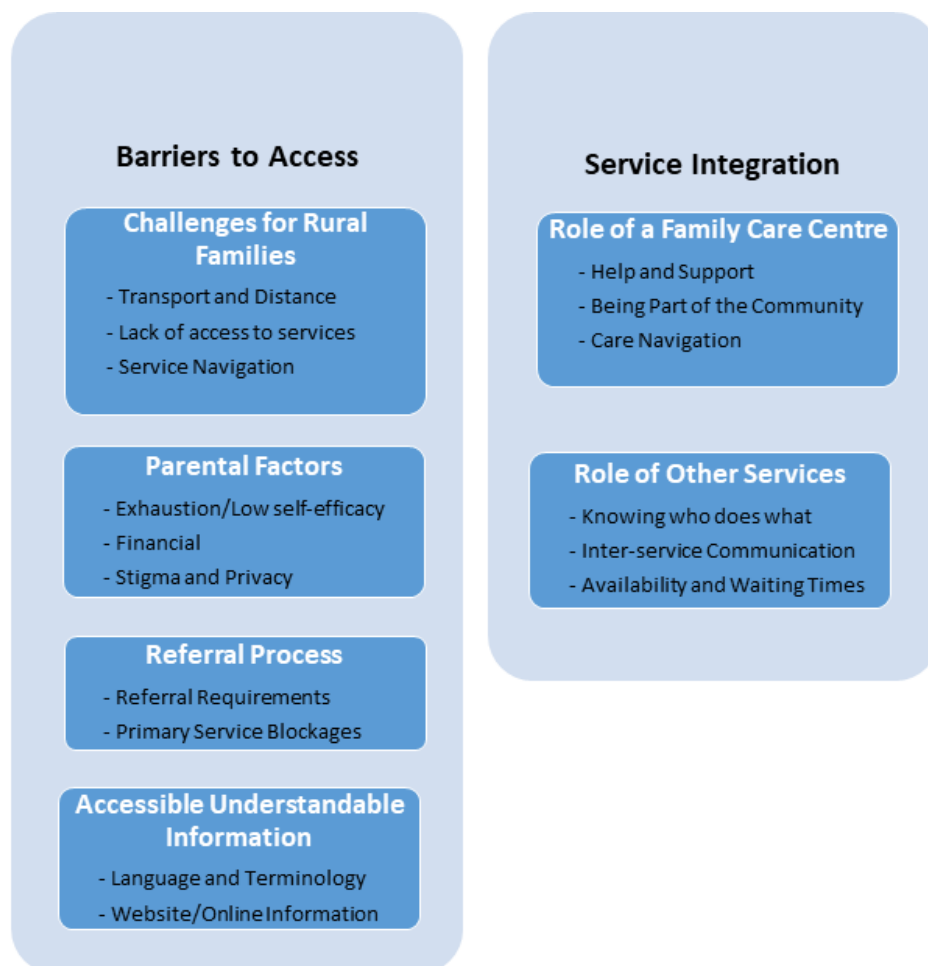 Barriers to Access
Challenges for Rural
Families
- Transport and Distance
- Lack of access to services
- Service Navigation
Parental Factors
- Exhaustion/Low self-efficacy
- Financial
- Stigma and Privacy
Referral Process
- Referral Requirements
- Primary Service Blockages
Accessible Understandable
Information
- Language and Terminology
- Website/Online Information
Service Integration
Role of a Family Care Centre
- Help and Support
- Being Part of the Community
- Care Navigation
Role of Other Services
- Knowing who does what
- Inter-service Communication
- Availability and Waiting Times